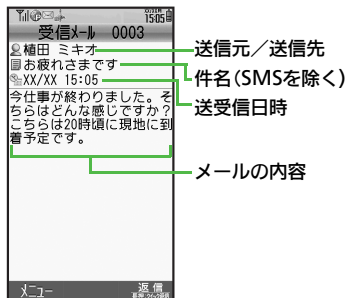 15:05
受信メール 0003
植田 ミキオ
お疲れさまです
XX/XX 15:05
今仕事が終わりました。そ
ちらはどんな感じですか?
こちらは20時頃に現地に到
着予定です。
メニュー
返信
送信元／送信先
件名(SMSを除く)
送受信日時
メールの内容